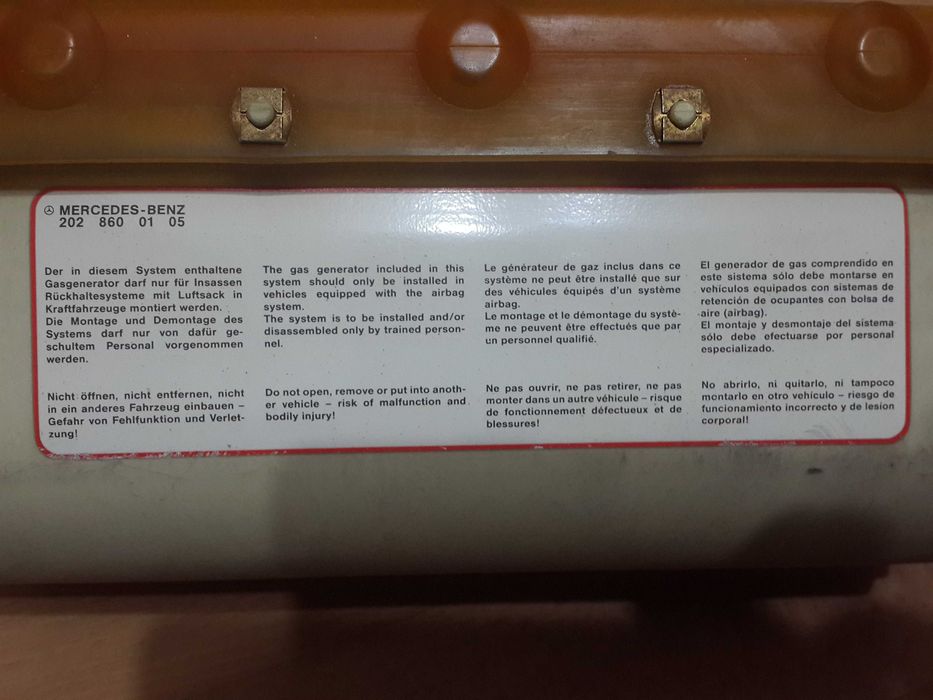 MERCEDES-BENZ
202 860 01 05
Der in diesem System enthaltene
Gasgenerator darf nur für Insassen
Rückhaltesysteme mit Luftsack in
Kraftfahrzeuge montiert werden.
Die Montage und Demontage des
Systems darf nur von dafür ge-
schultem Personal vorgenommen
werden.
Nicht öffnen, nicht entfernen, nicht
in ein anderes Fahrzeug einbauen –
Gefahr von Fehlfunktion und Verlet-
zung!
The gas generator included in this
system should only be installed in
vehicles equipped with the airbag
system.
The system is to be installed and/or
disassembled only by trained person-
nel.
Do not open, remove or put into anoth-
er vehicle – risk of malfunction and
bodily injury!
Le générateur de gaz inclus dans ce
système ne peut être installé que sur
des véhicules équipés d'un système
airbag.
Le montage et le démontage du systè-
me ne peuvent être effectués que par
un personnel qualifié.
Ne pas ouvrir, ne pas retirer, ne pas
monter dans un autre véhicule – risque
de fonctionnement défectueux et de
blessures!
El generador de gas comprendido en
este sistema sólo debe montarse en
vehículos equipados con sistemas de
retención de ocupantes con bolsa de
aire (airbag).
El montaje y desmontaje del sistema
sólo debe efectuarse por personal
especializado.
No abrirlo, ni quitarlo, ni tampoco
montarlo en otro vehículo – riesgo de
funcionamiento incorrecto y de lesion
corporal!